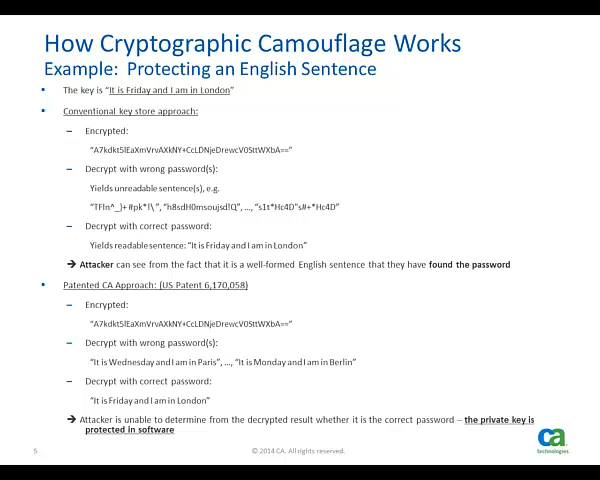 How Cryptographic Camouflage Works
Example: Protecting an English Sentence
The key is "It is Friday and I am in London"
Conventional key store approach:
– Encrypted:
"A7kdkt5lEaXmVrvAXkNY+CcLDNjeDrewcV0SttWXbA=="
– Decrypt with wrong password(s):
Yields unreadable sentence(s), e.g.
"TFln^_)+ #pk*!\ ", "h8sdH0msoujsd!Q", ..., "s1t*Hc4D"s#+*Hc4D"
– Decrypt with correct password:
Yields readable sentence: "It is Friday and I am in London"
➔ Attacker can see from the fact that it is a well-formed English sentence that they have found the password
Patented CA Approach: (US Patent 6,170,058)
– Encrypted:
"A7kdkt5lEaXmVrvAXkNY+CcLDNjeDrewcV0SttWXbA=="
– Decrypt with wrong password(s):
"It is Wednesday and I am in Paris", ..., "It is Monday and I am in Berlin"
– Decrypt with correct password:
"It is Friday and I am in London"
➔ Attacker is unable to determine from the decrypted result whether it is the correct password – the private key is
protected in software
5
© 2014 CA. All rights reserved.
ca
technologies